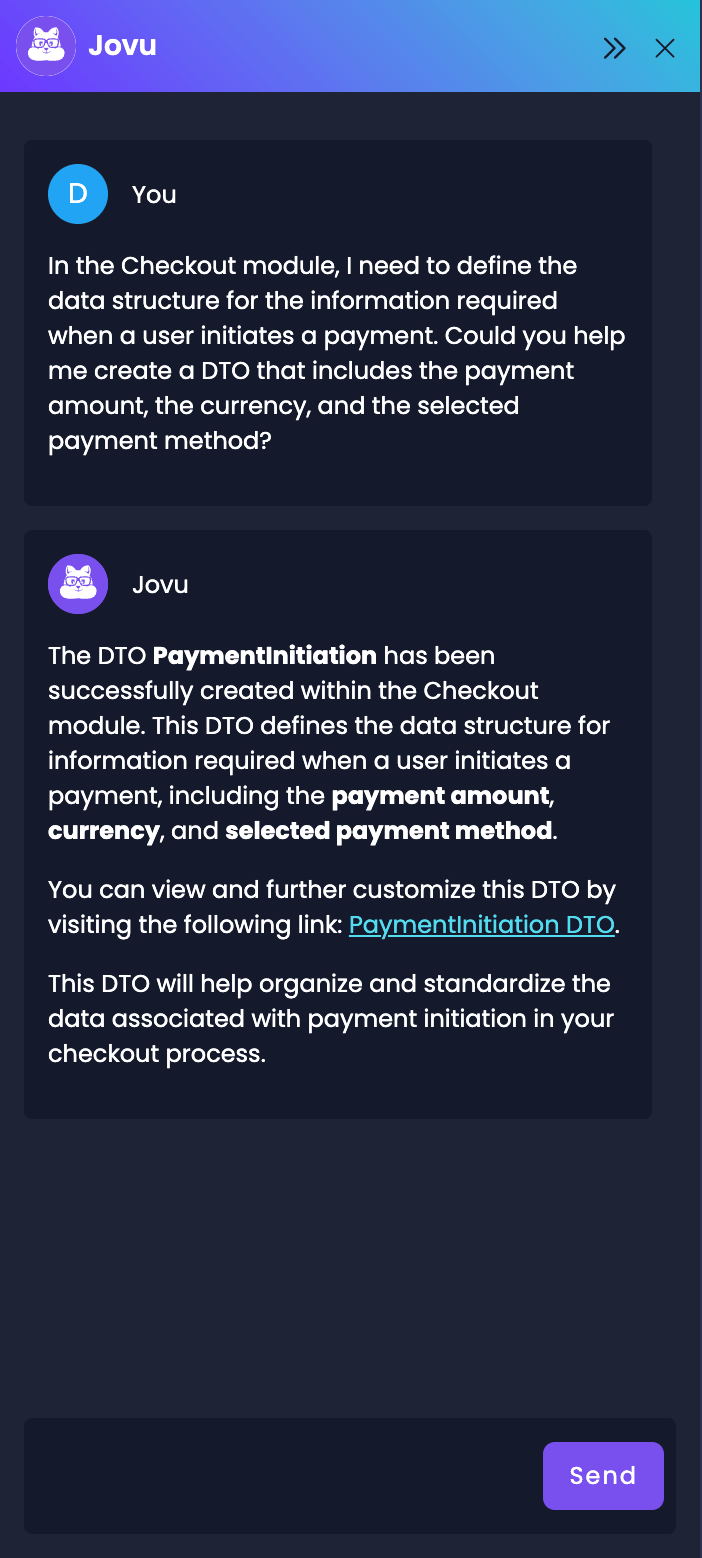 Jovu
D
You
In the Checkout module, I need to define the
data structure for the information required
when a user initiates a payment. Could you help
me create a DTO that includes the payment
amount, the currency, and the selected
payment method?
Jovu
The DTO PaymentInitiation has been
successfully created within the Checkout
module. This DTO defines the data structure for
information required when a user initiates a
payment, including the payment amount,
currency, and selected payment method.
You can view and further customize this DTO by
visiting the following link: PaymentInitiation DTO.
This DTO will help organize and standardize the
data associated with payment initiation in your
checkout process.
Send